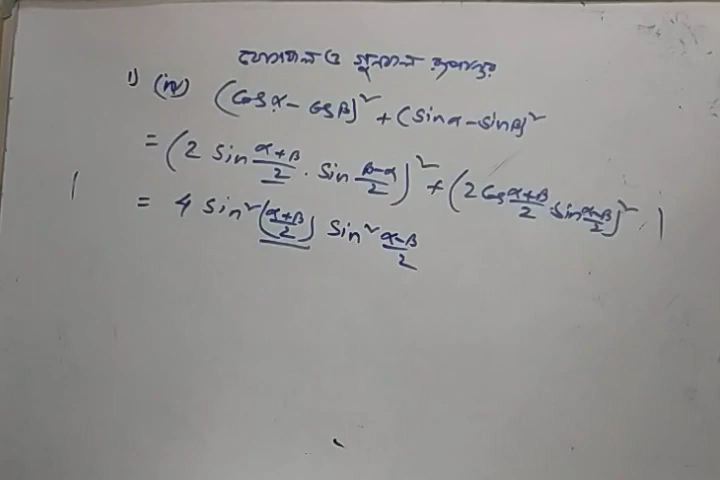 যোগফল ও গুনফল রূপান্তর
1) (iv) (Cosα − Cosβ)² + (Sinα − Sinβ)²
= (2 Sin (α+β)/2 . Sin (β−α)/2)² + (2 Cos (α+β)/2 . Sin (α−β)/2)²
= 4 Sin² ((α+β)/2) Sin² (α−β)/2